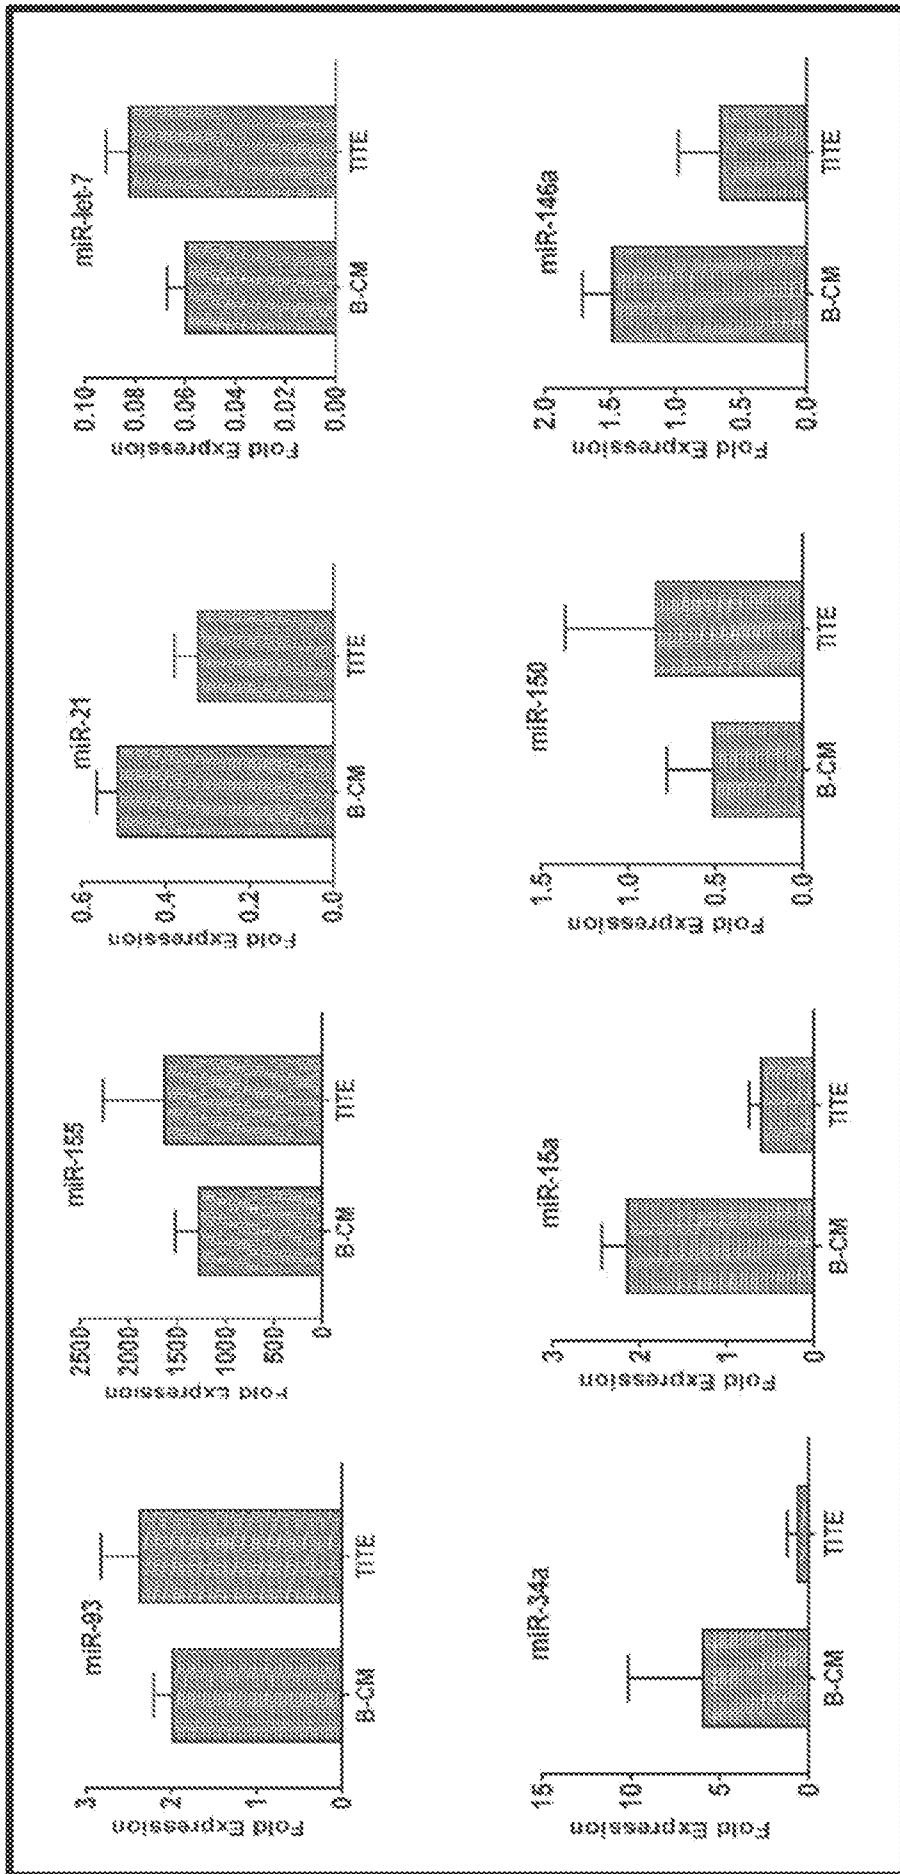 miR-93
Fold Expression
3
2
1
0
B-CM
TITE
miR-155
Fold Expression
2500
2000
1500
1000
500
0
B-CM
TITE
miR-21
Fold Expression
0.6
0.4
0.2
0.0
B-CM
TITE
miR-let-7
Fold Expression
0.10
0.08
0.06
0.04
0.02
0.00
B-CM
TITE
miR-34a
Fold Expression
15
10
5
0
B-CM
TITE
miR-15a
Fold Expression
3
2
1
0
B-CM
TITE
miR-150
Fold Expression
1.5
1.0
0.5
0.0
B-CM
TITE
miR-146a
Fold Expression
2.0
1.5
1.0
0.5
0.0
B-CM
TITE